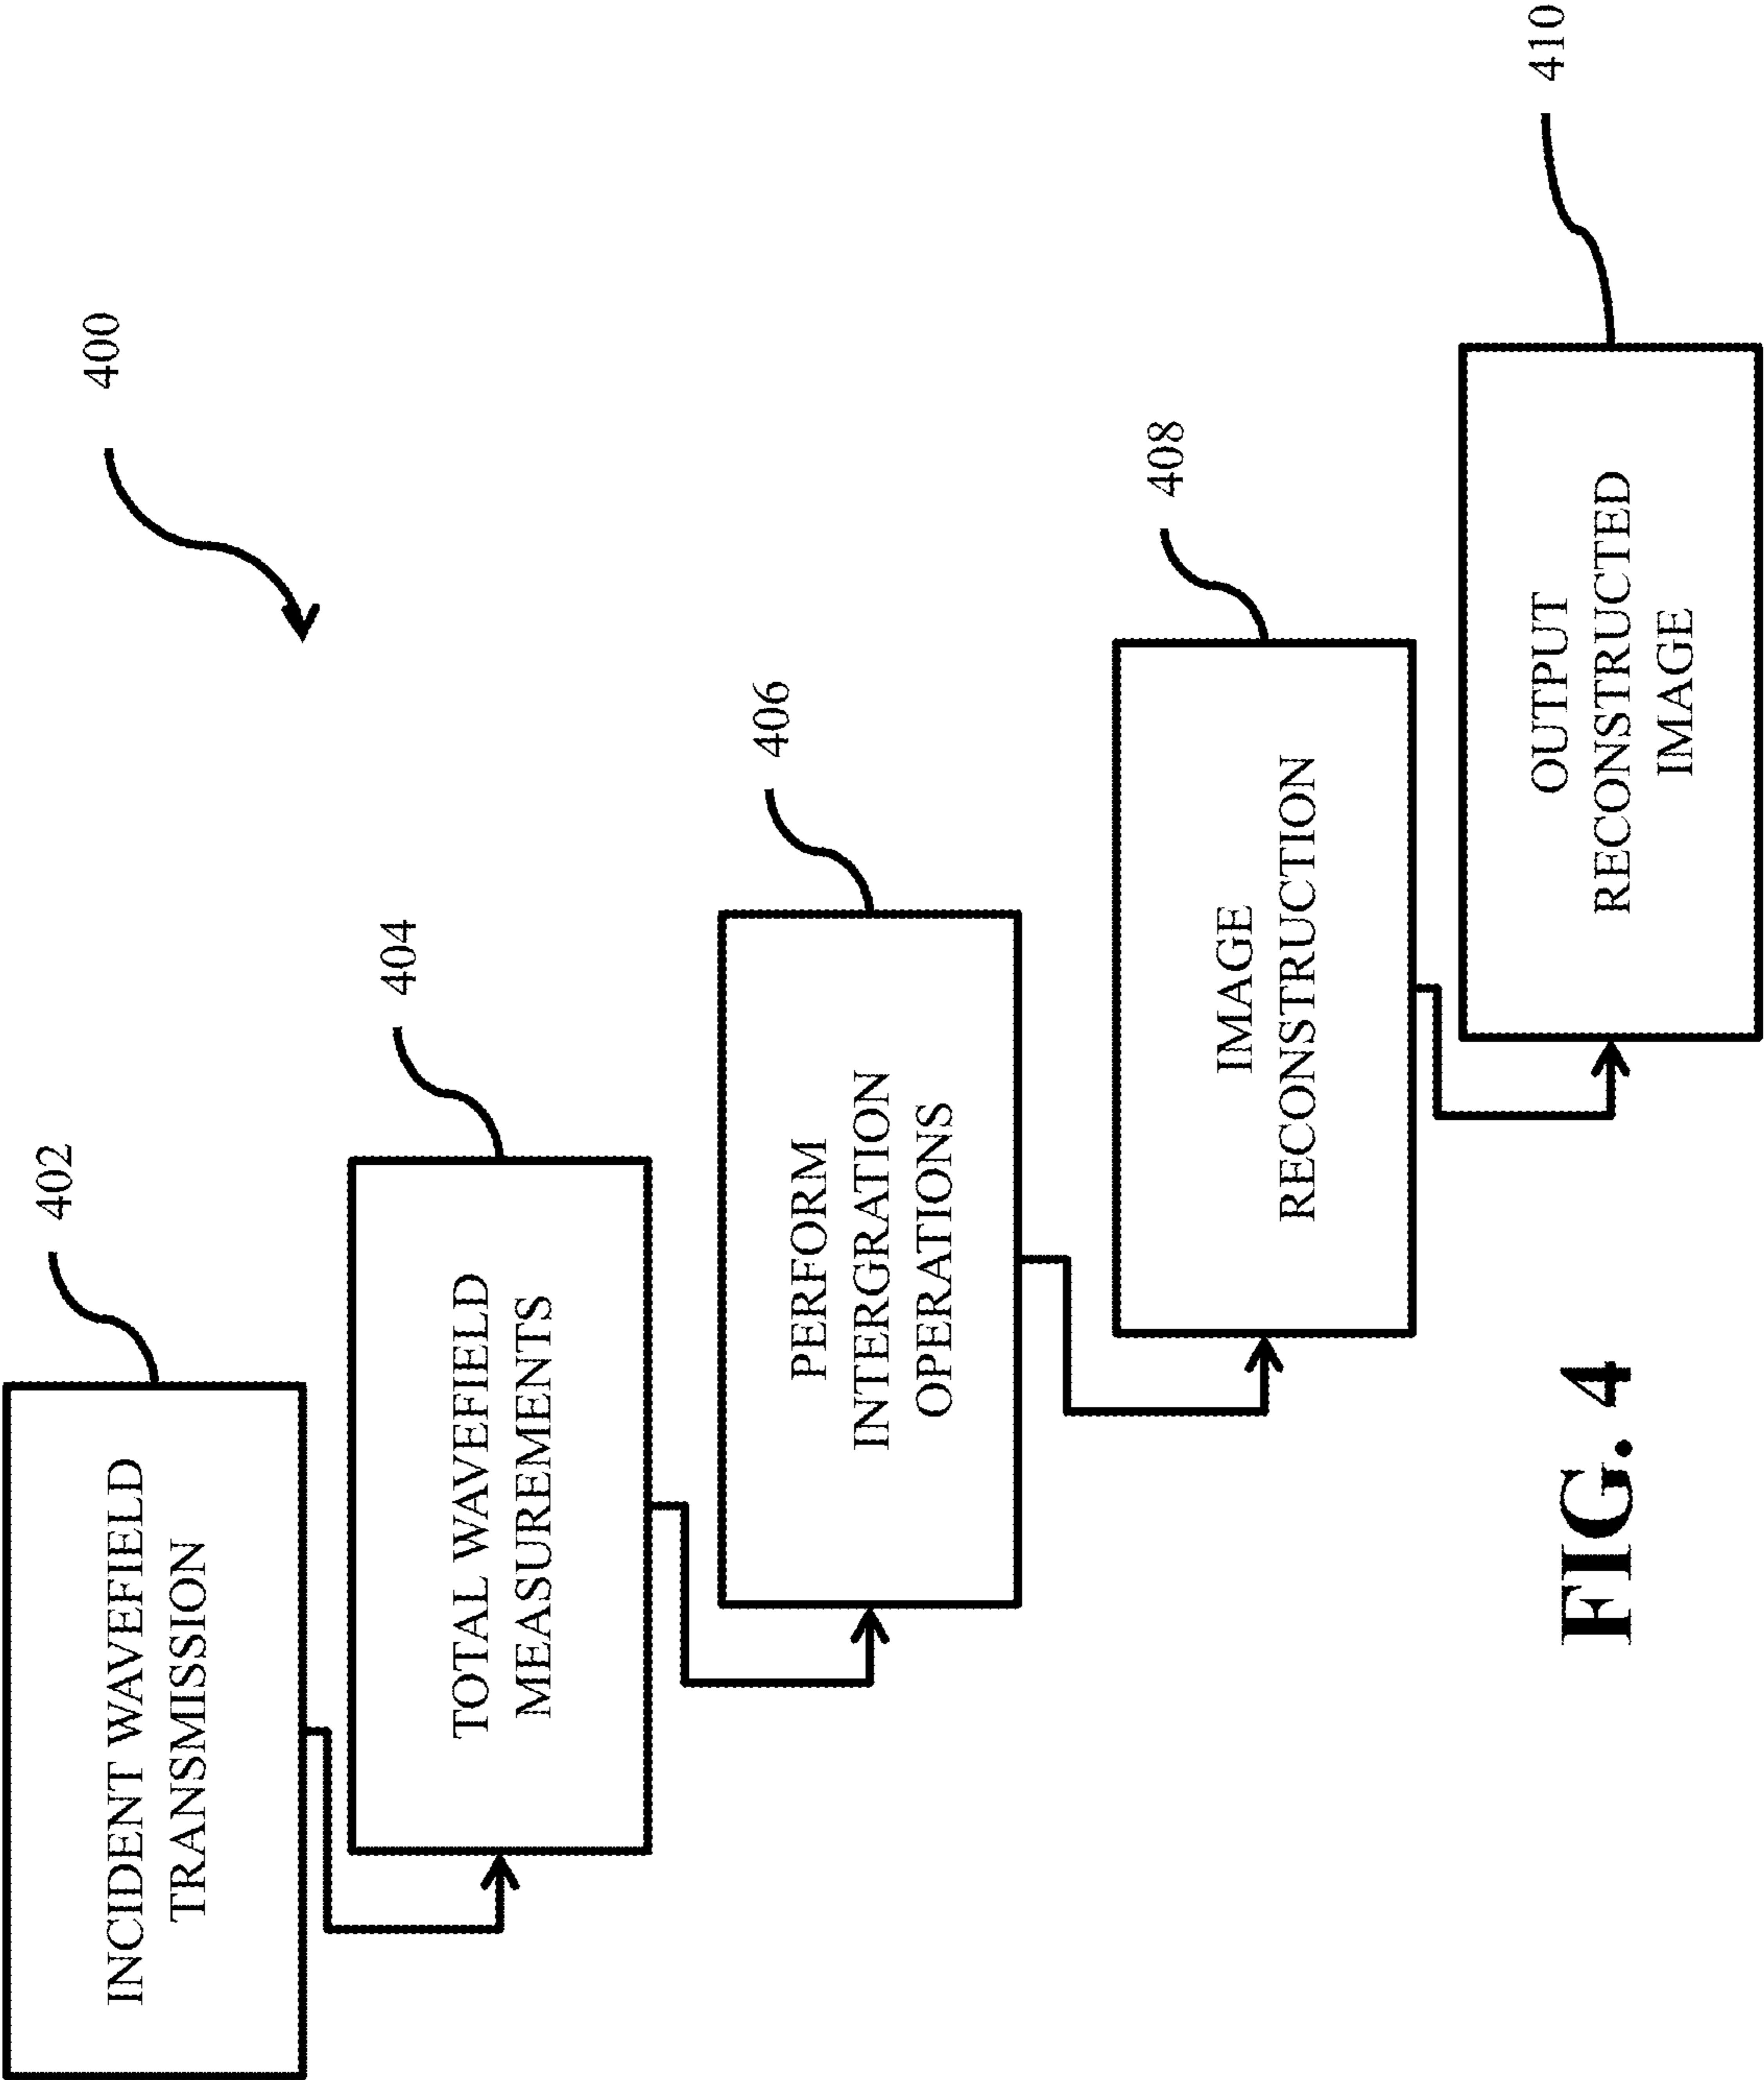 400
402
INCIDENT WAVEFIELD
TRANSMISSION
404
TOTAL WAVEFIELD
MEASUREMENTS
406
PERFORM
INTERGRATION
OPERATIONS
408
IMAGE
RECONSTRUCTION
410
OUTPUT
RECONSTRUCTED
IMAGE
FIG. 4